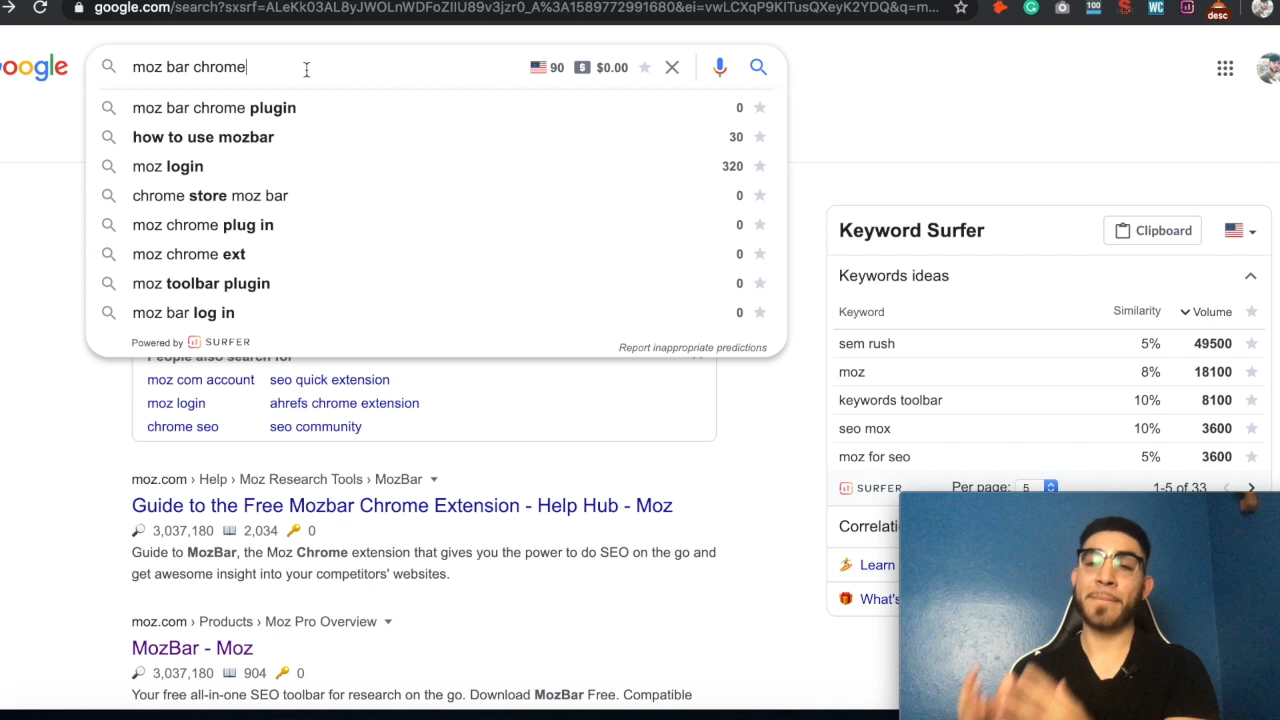 google.com/search?sxsrf=ALeKk03AL8yJWOLnWDFoZIIU89v3jzr0_A%3A1589772991680&ei=vwLCXqP9KITusQXeyK2YDQ&q=m...
100
WC
desc
oogle
moz bar chrome
90
$0.00
moz bar chrome plugin
0
how to use mozbar
30
moz login
320
chrome store moz bar
0
moz chrome plug in
0
moz chrome ext
0
moz toolbar plugin
0
moz bar log in
0
Powered by SURFER
Report inappropriate predictions
People also search for
moz com account
seo quick extension
moz login
ahrefs chrome extension
chrome seo
seo community
moz.com › Help › Moz Research Tools › MozBar
Guide to the Free Mozbar Chrome Extension - Help Hub - Moz
3,037,180 2,034 0
Guide to MozBar, the Moz Chrome extension that gives you the power to do SEO on the go and
get awesome insight into your competitors' websites.
moz.com › Products › Moz Pro Overview
MozBar - Moz
3,037,180 904 0
Your free all-in-one SEO toolbar for research on the go. Download MozBar Free. Compatible
Keyword Surfer
Clipboard
Keywords ideas
Keyword Similarity Volume
sem rush 5% 49500
moz 8% 18100
keywords toolbar 10% 8100
seo mox 10% 3600
moz for seo 5% 3600
SURFER Per page: 5 1-5 of 33
Correlati
Learn
What's